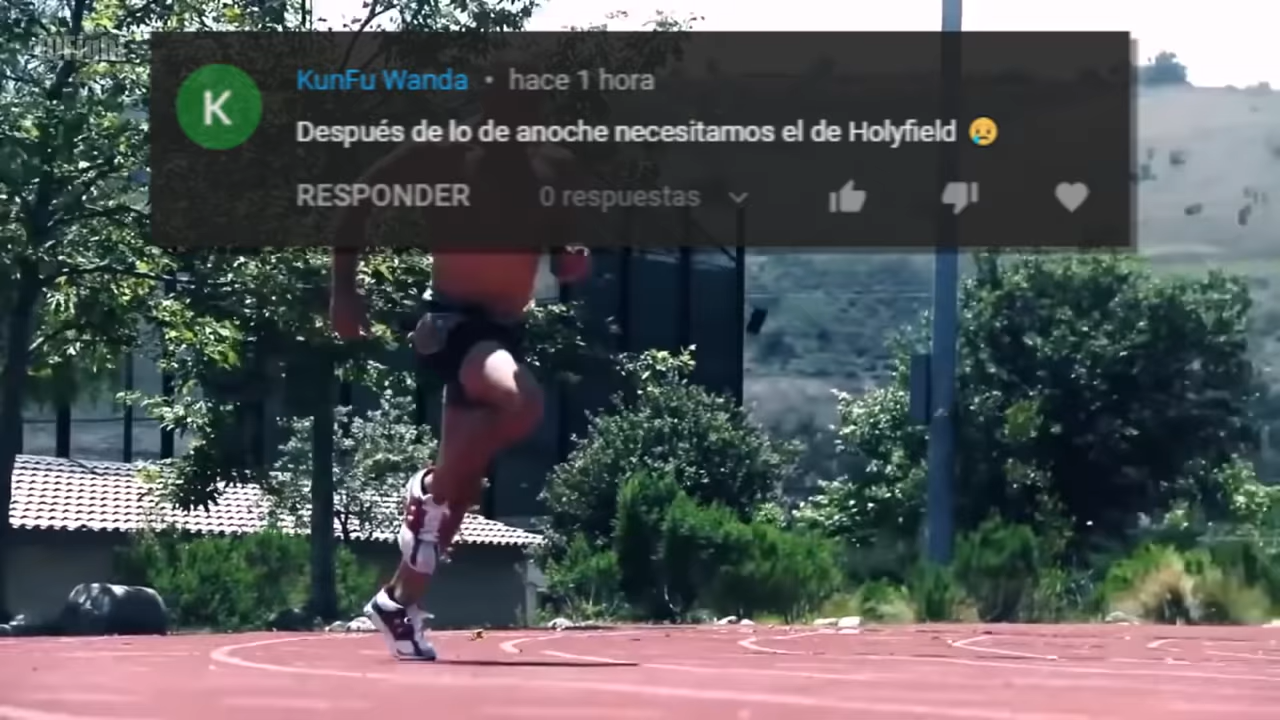 KunFu Wanda • hace 1 hora
Después de lo de anoche necesitamos el de Holyfield 😥
RESPONDER 0 respuestas